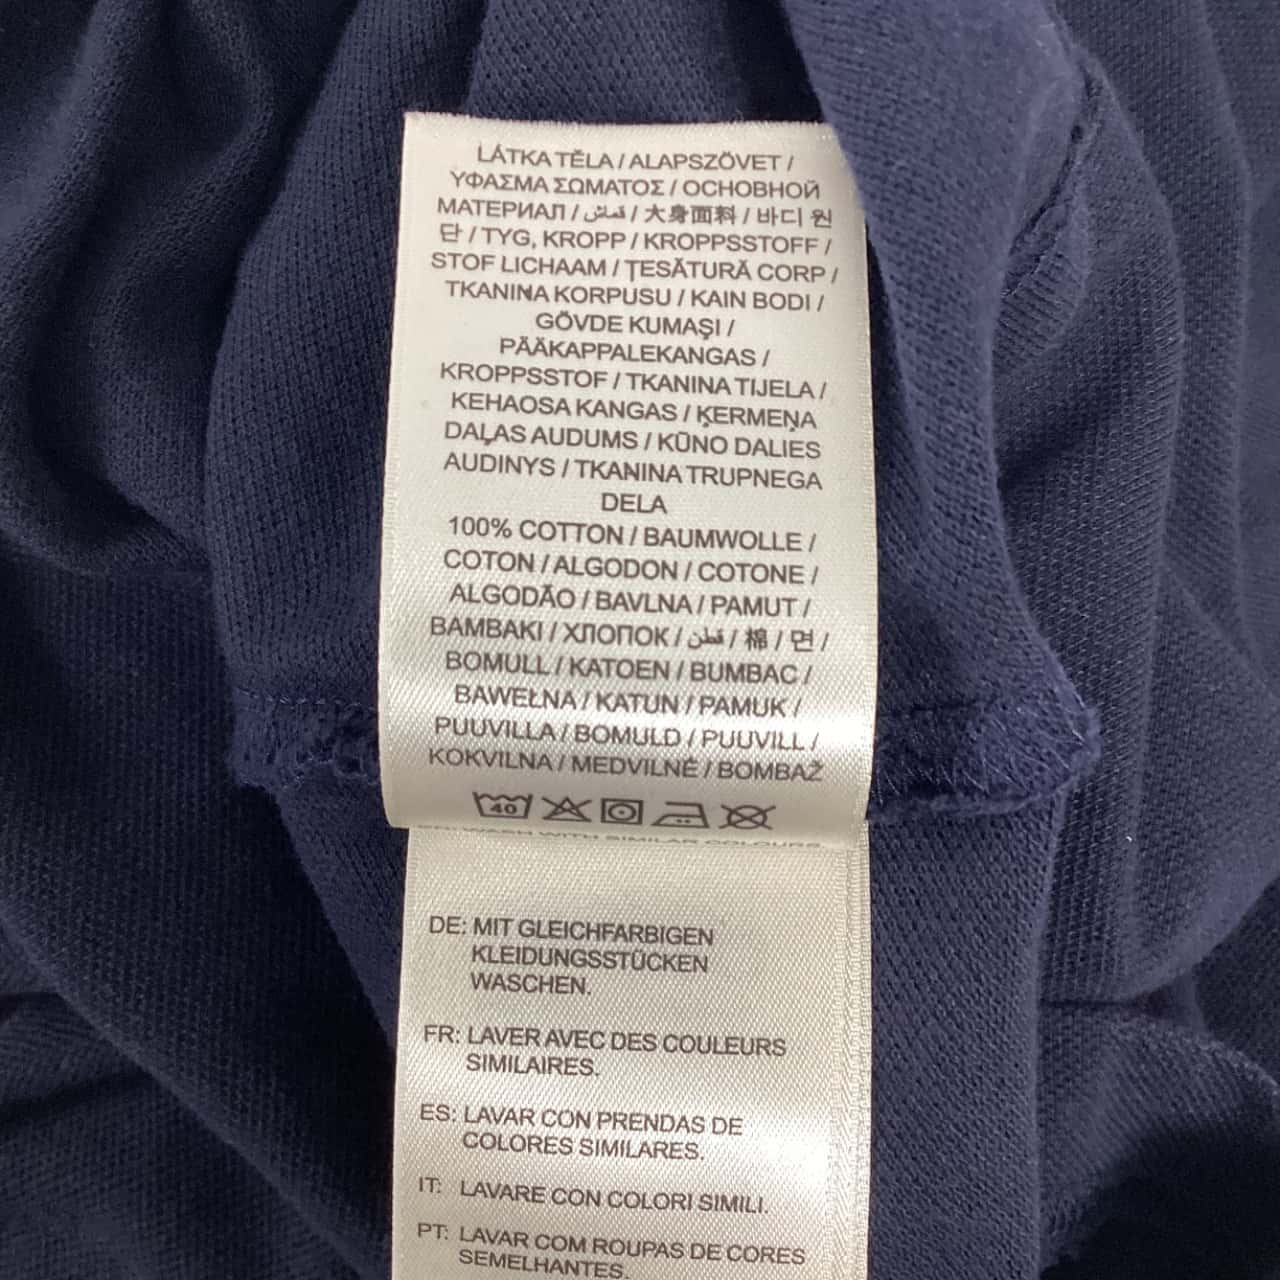 LÁTKA TĚLA / ALAPSZÖVET /
ΥΦΑΣΜΑ ΣΩΜΑΤΟΣ / ОСНОВНОЙ
МАТЕРИАЛ / قماش / 大身面料 / 바디 원
단 / TYG, KROPP / KROPPSSTOFF /
STOF LICHAAM / ȚESĂTURĂ CORP /
TKANINA KORPUSU / KAIN BODI /
GÖVDE KUMAŞI /
PÄÄKAPPALEKANGAS /
KROPPSSTOF / TKANINA TIJELA /
KEHAOSA KANGAS / ĶERMEŅA
DAĻAS AUDUMS / KŪNO DALIES
AUDINYS / TKANINA TRUPNEGA
DELA
100% COTTON / BAUMWOLLE /
COTON / ALGODON / COTONE /
ALGODÃO / BAVLNA / PAMUT /
ΒΑΜΒΑΚΙ / ХЛОПОК / قطن / 棉 / 면 /
BOMULL / KATOEN / BUMBAC /
BAWEŁNA / KATUN / PAMUK /
PUUVILLA / BOMULD / PUUVILL /
KOKVILNA / MEDVILNĖ / BOMBAŽ
40
WASH WITH SIMILAR COLOURS
DE: MIT GLEICHFARBIGEN
KLEIDUNGSSTÜCKEN
WASCHEN.
FR: LAVER AVEC DES COULEURS
SIMILAIRES.
ES: LAVAR CON PRENDAS DE
COLORES SIMILARES.
IT: LAVARE CON COLORI SIMILI.
PT: LAVAR COM ROUPAS DE CORES
SEMELHANTES.